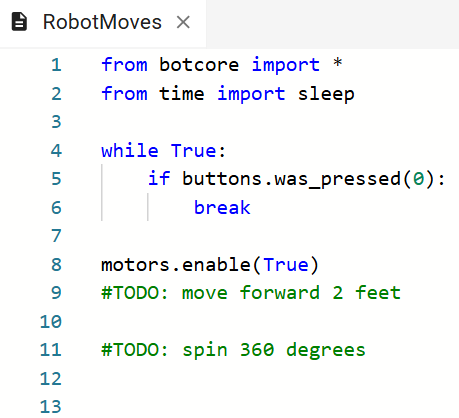 RobotMoves ×
1 from botcore import *
2 from time import sleep
3
4 while True:
5     if buttons.was_pressed(0):
6         break
7
8 motors.enable(True)
9 #TODO: move forward 2 feet
10
11 #TODO: spin 360 degrees
12
13